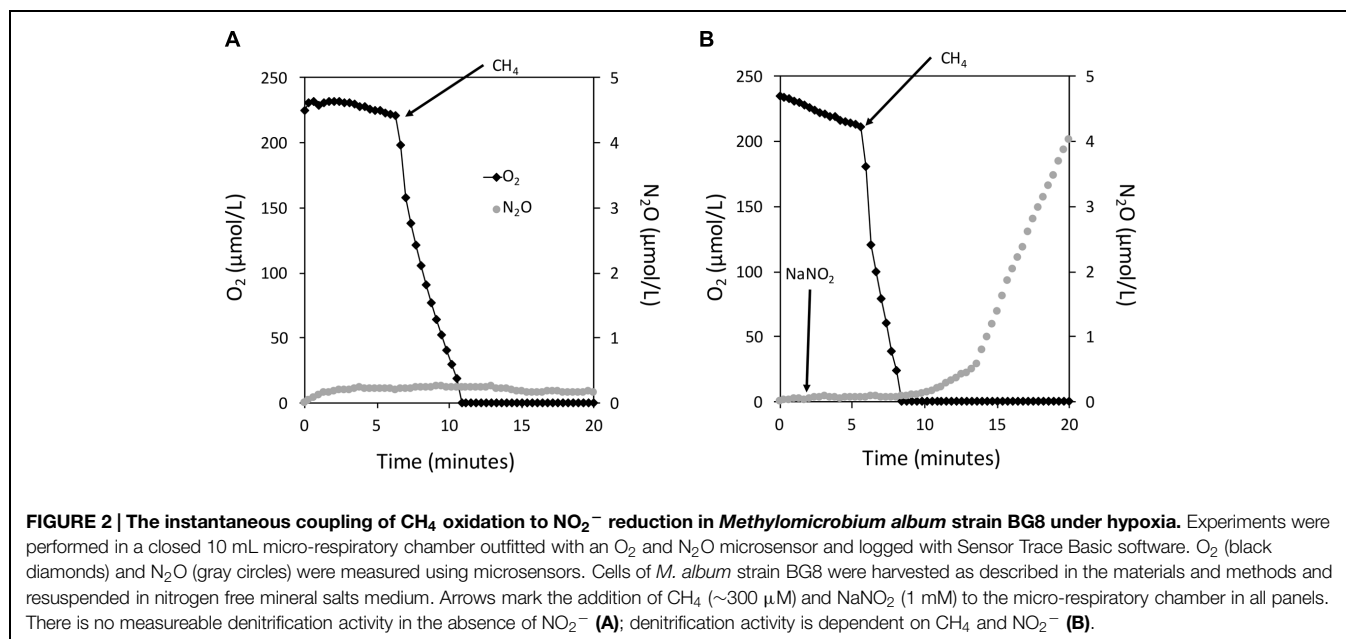 A
B
CH₄
250
200
150
100
50
0
5
4
3
2
1
0
O₂ (μmol/L)
N₂O (μmol/L)
O₂
N₂O
0 5 10 15 20
Time (minutes)
CH₄
NaNO₂
250
200
150
100
50
0
5
4
3
2
1
0
O₂ (μmol/L)
N₂O (μmol/L)
0 5 10 15 20
Time (minutes)
FIGURE 2 | The instantaneous coupling of CH₄ oxidation to NO₂⁻ reduction in Methylomicrobium album strain BG8 under hypoxia. Experiments were
performed in a closed 10 mL micro-respiratory chamber outfitted with an O₂ and N₂O microsensor and logged with Sensor Trace Basic software. O₂ (black
diamonds) and N₂O (gray circles) were measured using microsensors. Cells of M. album strain BG8 were harvested as described in the materials and methods and
resuspended in nitrogen free mineral salts medium. Arrows mark the addition of CH₄ (~300 μM) and NaNO₂ (1 mM) to the micro-respiratory chamber in all panels.
There is no measureable denitrification activity in the absence of NO₂⁻ (A); denitrification activity is dependent on CH₄ and NO₂⁻ (B).